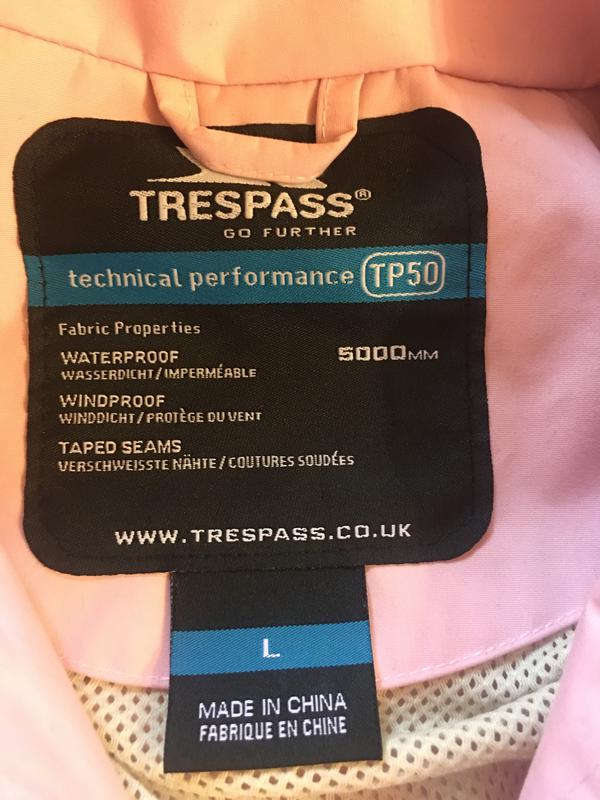 TRESPASS®
GO FURTHER
technical performance TP50
Fabric Properties
WATERPROOF 5000MM
WASSERDICHT/IMPERMÉABLE
WINDPROOF
WINDDICHT/PROTÈGE DU VENT
TAPED SEAMS
VERSCHWEISSTE NÄHTE/COUTURES SOUDÉES
WWW.TRESPASS.CO.UK
L
MADE IN CHINA
FABRIQUE EN CHINE